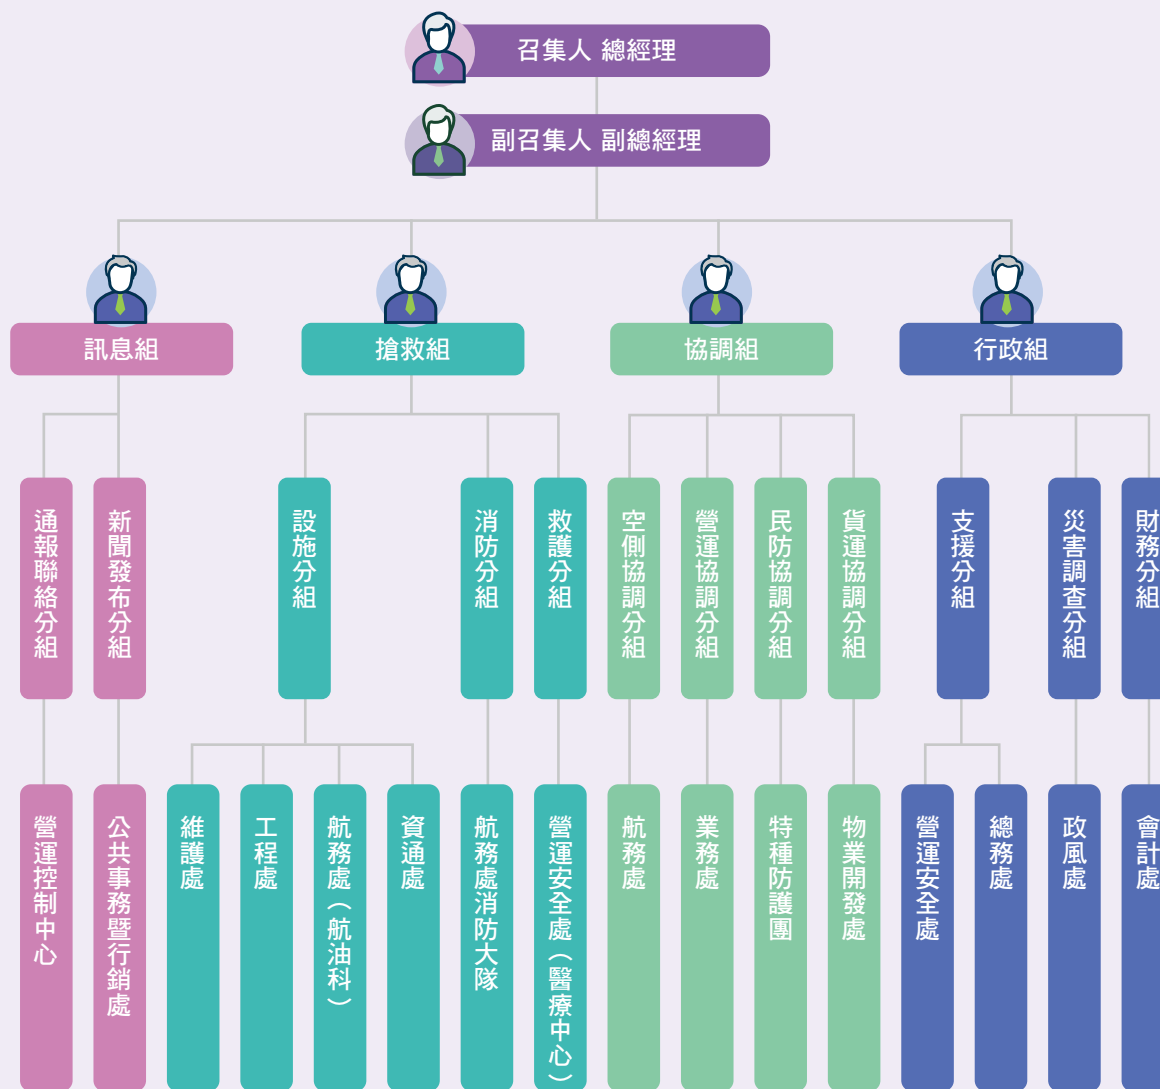 召集人 總經理
副召集人 副總經理
訊息組
搶救組
協調組
行政組
通報聯絡分組
新聞發布分組
設施分組
消防分組
救護分組
空側協調分組
營運協調分組
民防協調分組
貨運協調分組
支援分組
災害調查分組
財務分組
營運控制中心
公共事務暨行銷處
維護處
工程處
航務處（航油科）
資通處
航務處消防大隊
營運安全處（醫療中心）
航務處
業務處
特種防護團
物業開發處
營運安全處
總務處
政風處
會計處